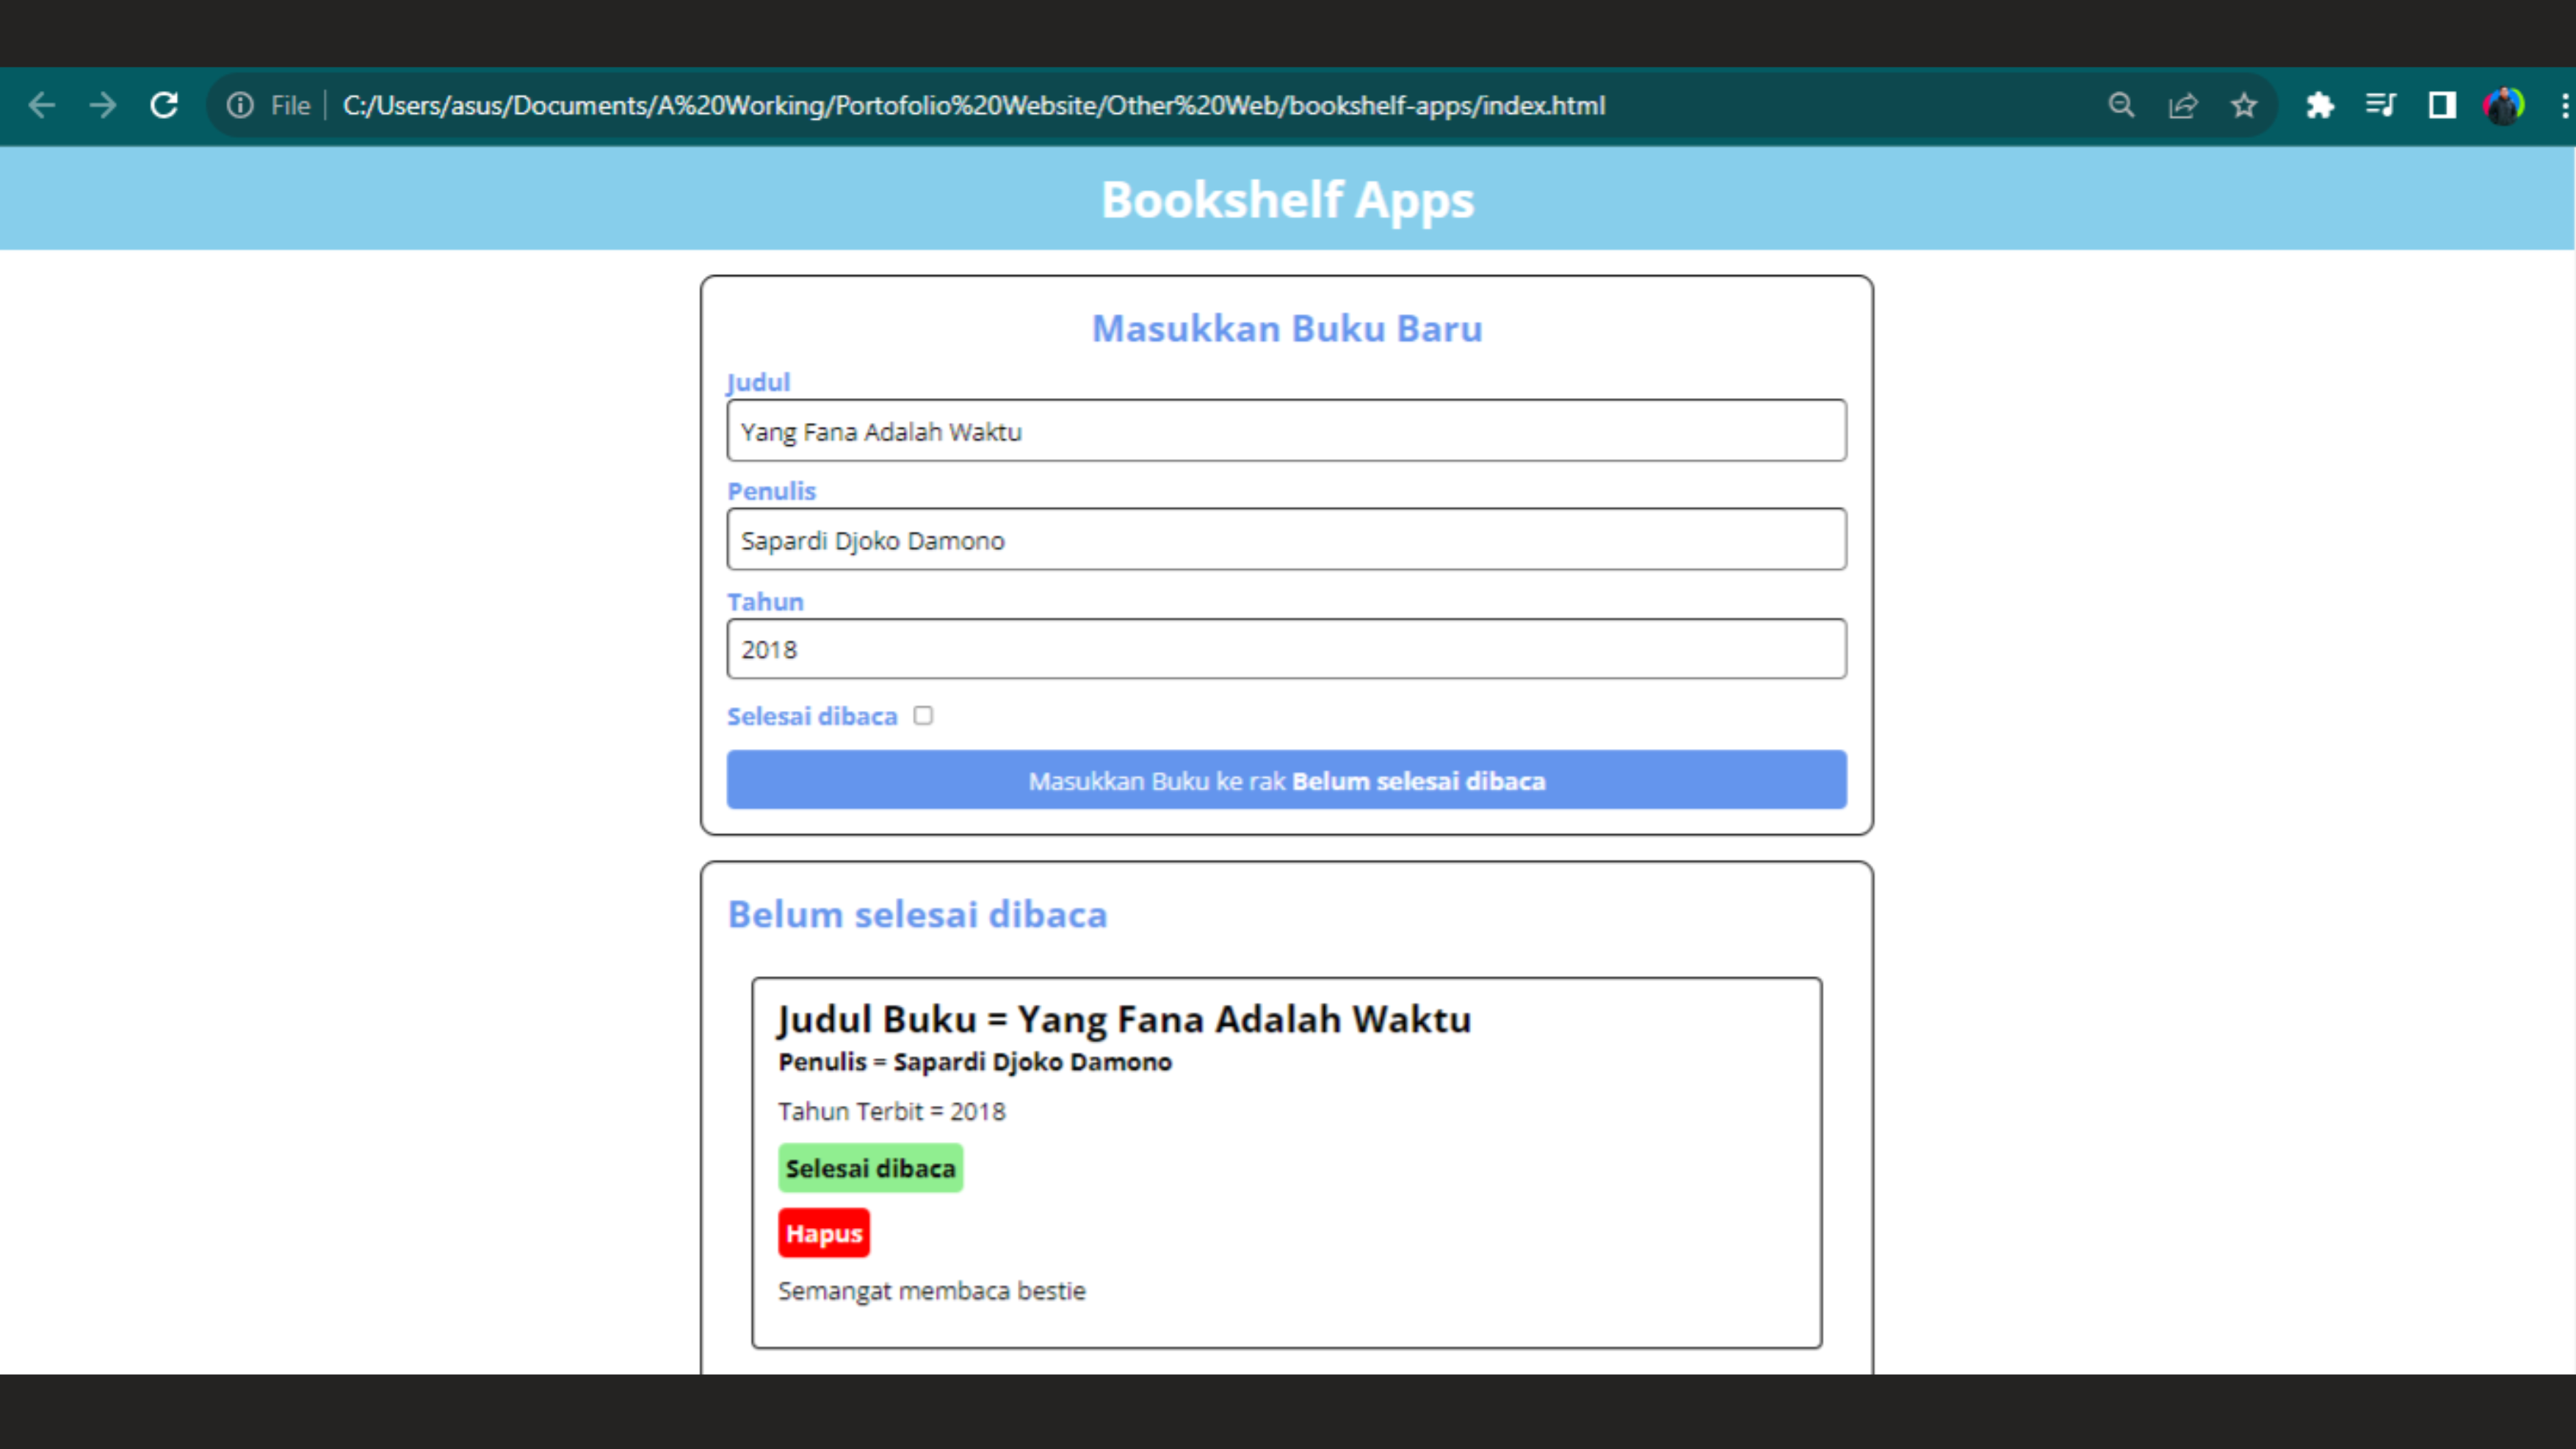 File C:/Users/asus/Documents/A%20Working/Portofolio%20Website/Other%20Web/bookshelf-apps/index.html
Bookshelf Apps
Masukkan Buku Baru
Judul
Yang Fana Adalah Waktu
Penulis
Sapardi Djoko Damono
Tahun
2018
Selesai dibaca
Masukkan Buku ke rak Belum selesai dibaca
Belum selesai dibaca
Judul Buku = Yang Fana Adalah Waktu
Penulis = Sapardi Djoko Damono
Tahun Terbit = 2018
Selesai dibaca
Hapus
Semangat membaca bestie